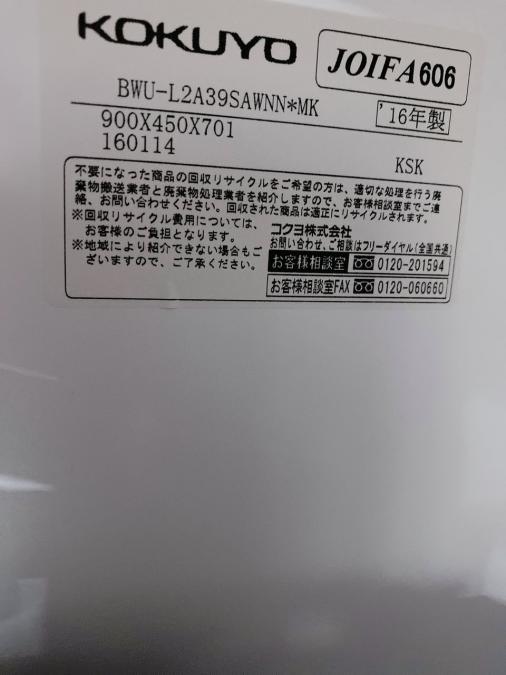 KOKUYO
JOIFA606
BWU-L2A39SAWNN*MK
'16年製
900X450X701
160114
KSK
不要になった商品の回収リサイクルをご希望の方は、適切な処理を行う廃
棄物搬送業者と廃棄物処理業者を紹介しますので、お客様相談室までご連
絡、お問い合わせください。回収された商品は適正にリサイクルされます。
※回収リサイクル費用については、
お客様のご負担となります。
※地域により紹介できない場合もご
ざいますので、ご了承ください。
コクヨ株式会社
お問い合わせ、ご相談はフリーダイヤル(全国共通)
お客様相談室 0120-201594
お客様相談室FAX 0120-060660